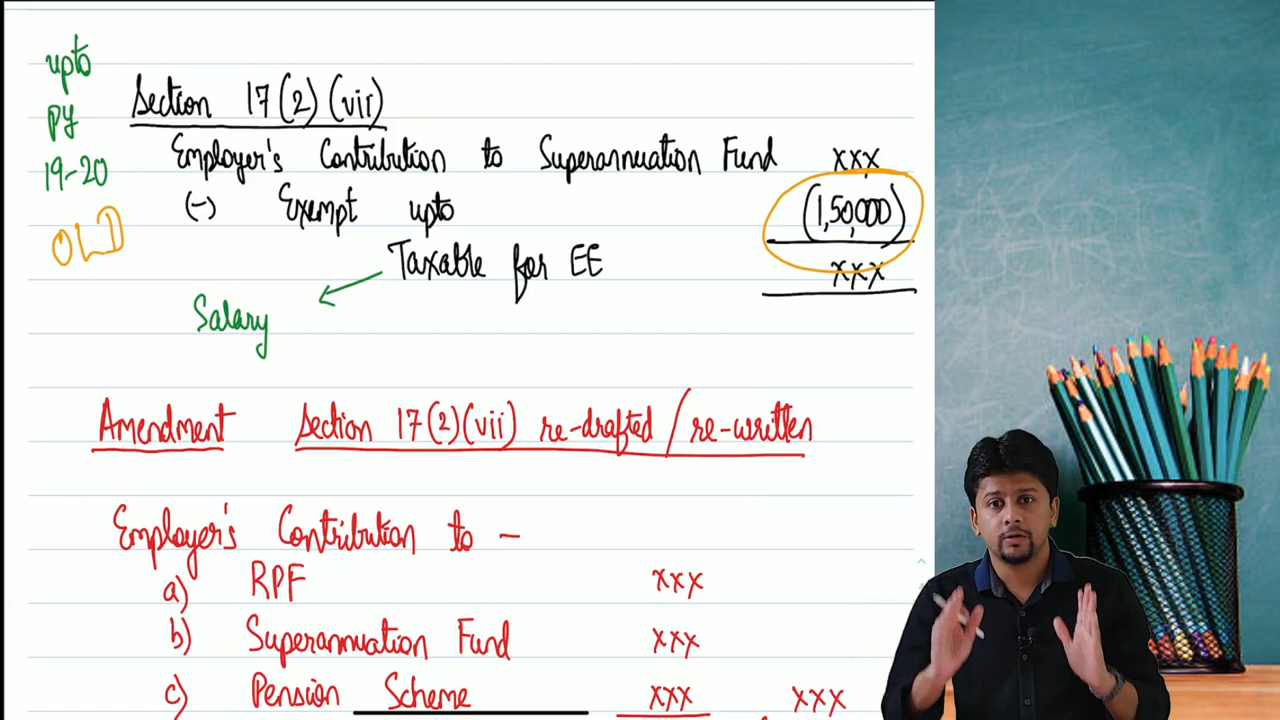 upto
PY
19-20
OLD
Section 17(2)(vii)
Employer's Contribution to Superannuation Fund xxx
(-) Exempt upto (1,50,000)
Taxable for EE xxx
Salary
Amendment Section 17(2)(vii) re-drafted / re-written
Employer's Contribution to -
a) RPF xxx
b) Superannuation Fund xxx
c) Pension Scheme xxx xxx